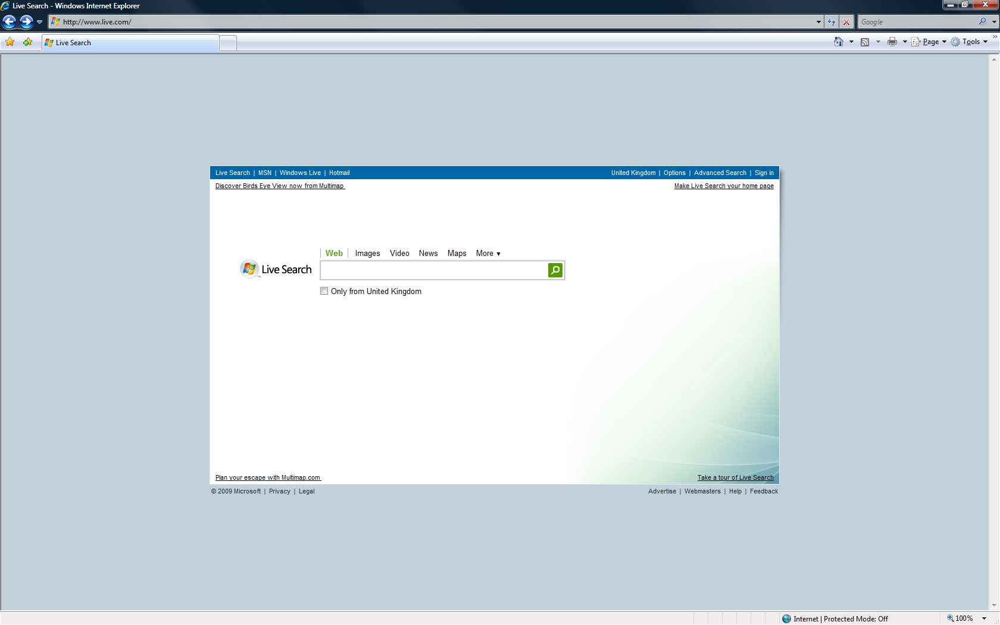 Live Search - Windows Internet Explorer
http://www.live.com/
Google
Live Search
Page
Tools
Live Search | MSN | Windows Live | Hotmail
United Kingdom | Options | Advanced Search | Sign in
Discover Birds Eye View now from Multimap
Make Live Search your home page
Web Images Video News Maps More
Live Search
Only from United Kingdom
Plan your escape with Multimap.com
Take a tour of Live Search
© 2009 Microsoft | Privacy | Legal
Advertise | Webmasters | Help | Feedback
Internet | Protected Mode: Off
100%